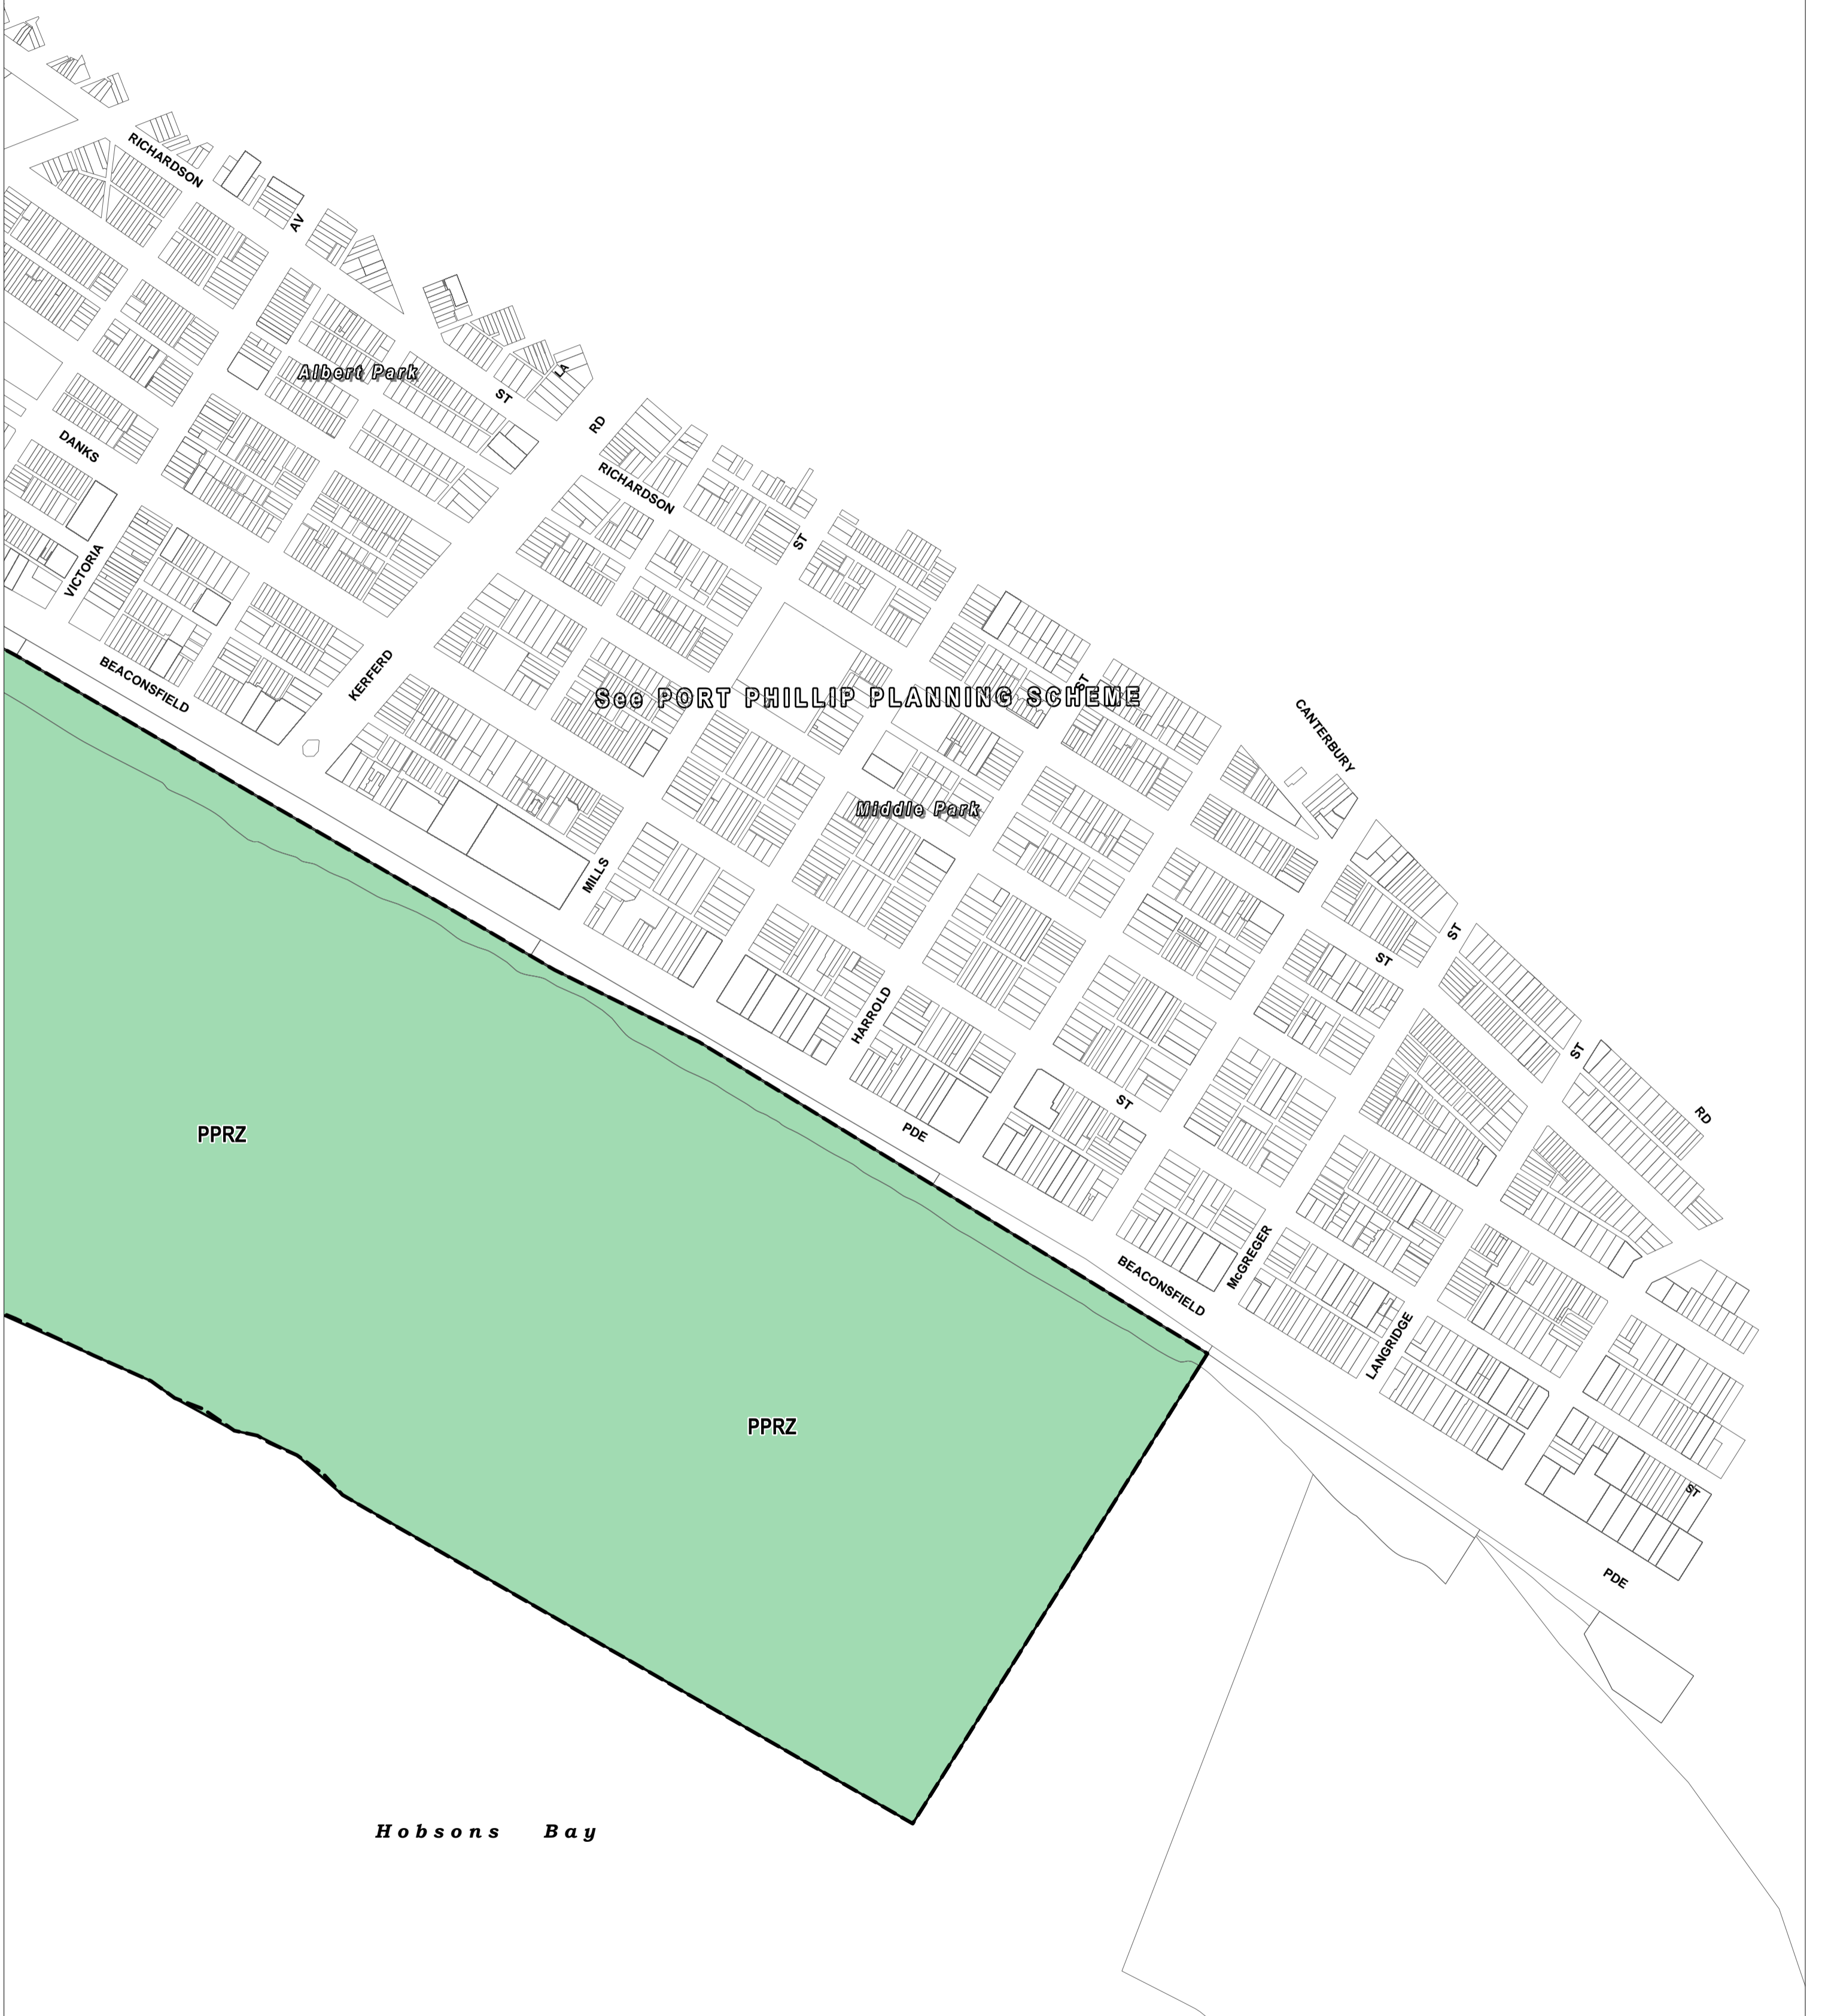 RICHARDSON
AV
Albert Park
ST
LA
RD
DANKS
RICHARDSON
ST
VICTORIA
KERFERD
BEACONSFIELD
See PORT PHILLIP PLANNING SCHEME
ST
CANTERBURY
Middle Park
MILLS
ST
ST
HARROLD
ST
ST
RD
PDE
PPRZ
McGREGER
BEACONSFIELD
LANGRIDGE
PPRZ
ST
PDE
Hobsons Bay